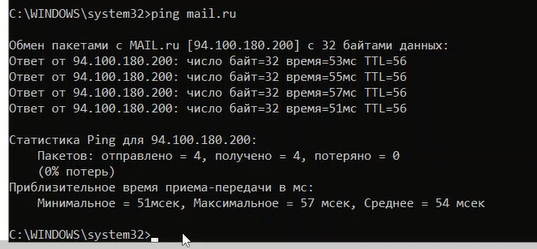 C:\WINDOWS\system32>ping mail.ru
Обмен пакетами с MAIL.ru [94.100.180.200] с 32 байтами данных:
Ответ от 94.100.180.200: число байт=32 время=53мс TTL=56
Ответ от 94.100.180.200: число байт=32 время=55мс TTL=56
Ответ от 94.100.180.200: число байт=32 время=57мс TTL=56
Ответ от 94.100.180.200: число байт=32 время=51мс TTL=56
Статистика Ping для 94.100.180.200:
Пакетов: отправлено = 4, получено = 4, потеряно = 0
(0% потерь)
Приблизительное время приема-передачи в мс:
Минимальное = 51мсек, Максимальное = 57 мсек, Среднее = 54 мсек
C:\WINDOWS\system32>